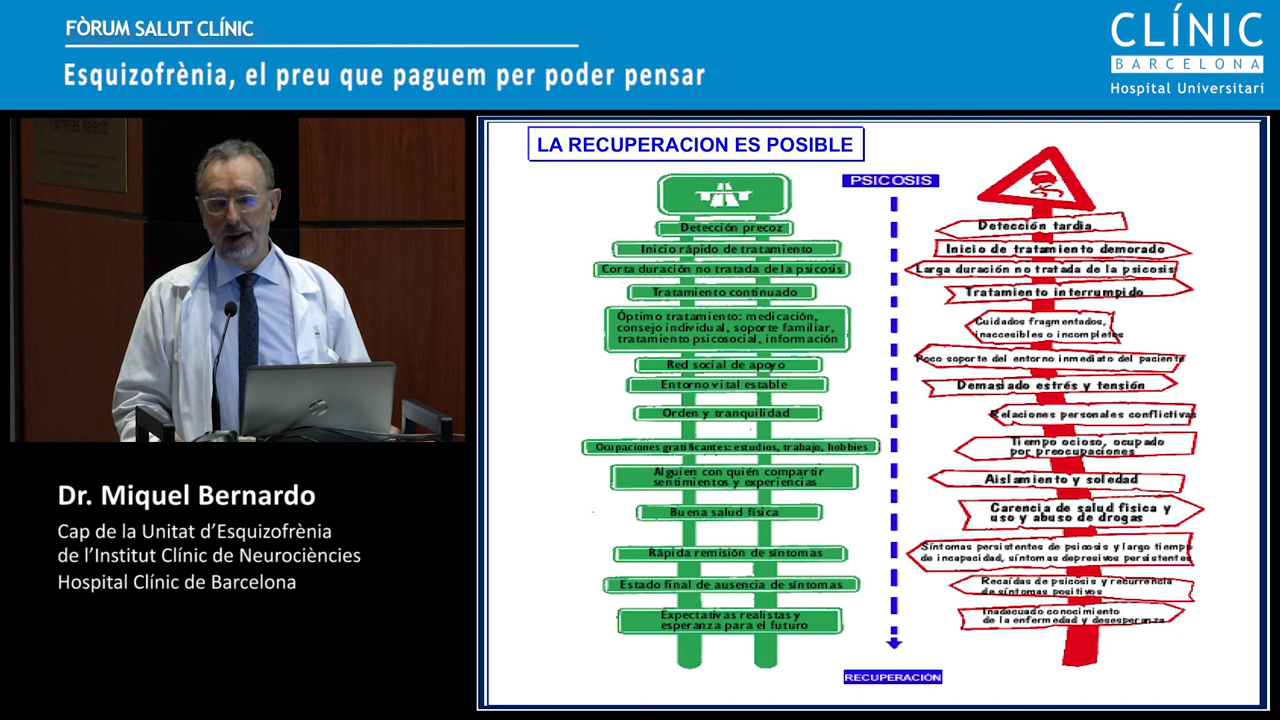 FÒRUM SALUT CLÍNIC
Esquizofrènia, el preu que paguem per poder pensar
CLÍNIC
BARCELONA
Hospital Universitari
Farreras Valentí
Dr. Miquel Bernardo
Cap de la Unitat d’Esquizofrènia
de l’Institut Clínic de Neurociències
Hospital Clínic de Barcelona
LA RECUPERACION ES POSIBLE
PSICOSIS
Detección precoz
Inicio rápido de tratamiento
Corta duración no tratada de la psicosis
Tratamiento continuado
Óptimo tratamiento: medicación,
consejo individual, soporte familiar,
tratamiento psicosocial, información
Red social de apoyo
Entorno vital estable
Orden y tranquilidad
Ocupaciones gratificantes: estudios, trabajo, hobbies
Alguien con quién compartir
sentimientos y experiencias
Buena salud física
Rápida remisión de síntomas
Estado final de ausencia de síntomas
Expectativas realistas y
esperanza para el futuro
Detección tardia
Inicio de tratamiento demorado
Larga duración no tratada de la psicosis
Tratamiento interrumpido
Cuidados fragmentados,
inaccesibles o incompletos
Poco soporte del entorno inmediato del paciente
Demasiado estrés y tensión
Relaciones personales conflictivas
Tiempo ocioso, ocupado
por preocupaciones
Aislamiento y soledad
Carencia de salud física y
uso y abuso de drogas
Síntomas persistentes de psicosis y largo tiempo
de incapacidad, síntomas depresivos persistentes
Recaídas de psicosis y recurrencia
de síntomas positivos
Inadecuado conocimiento
de la enfermedad y desesperanza
RECUPERACIÓN